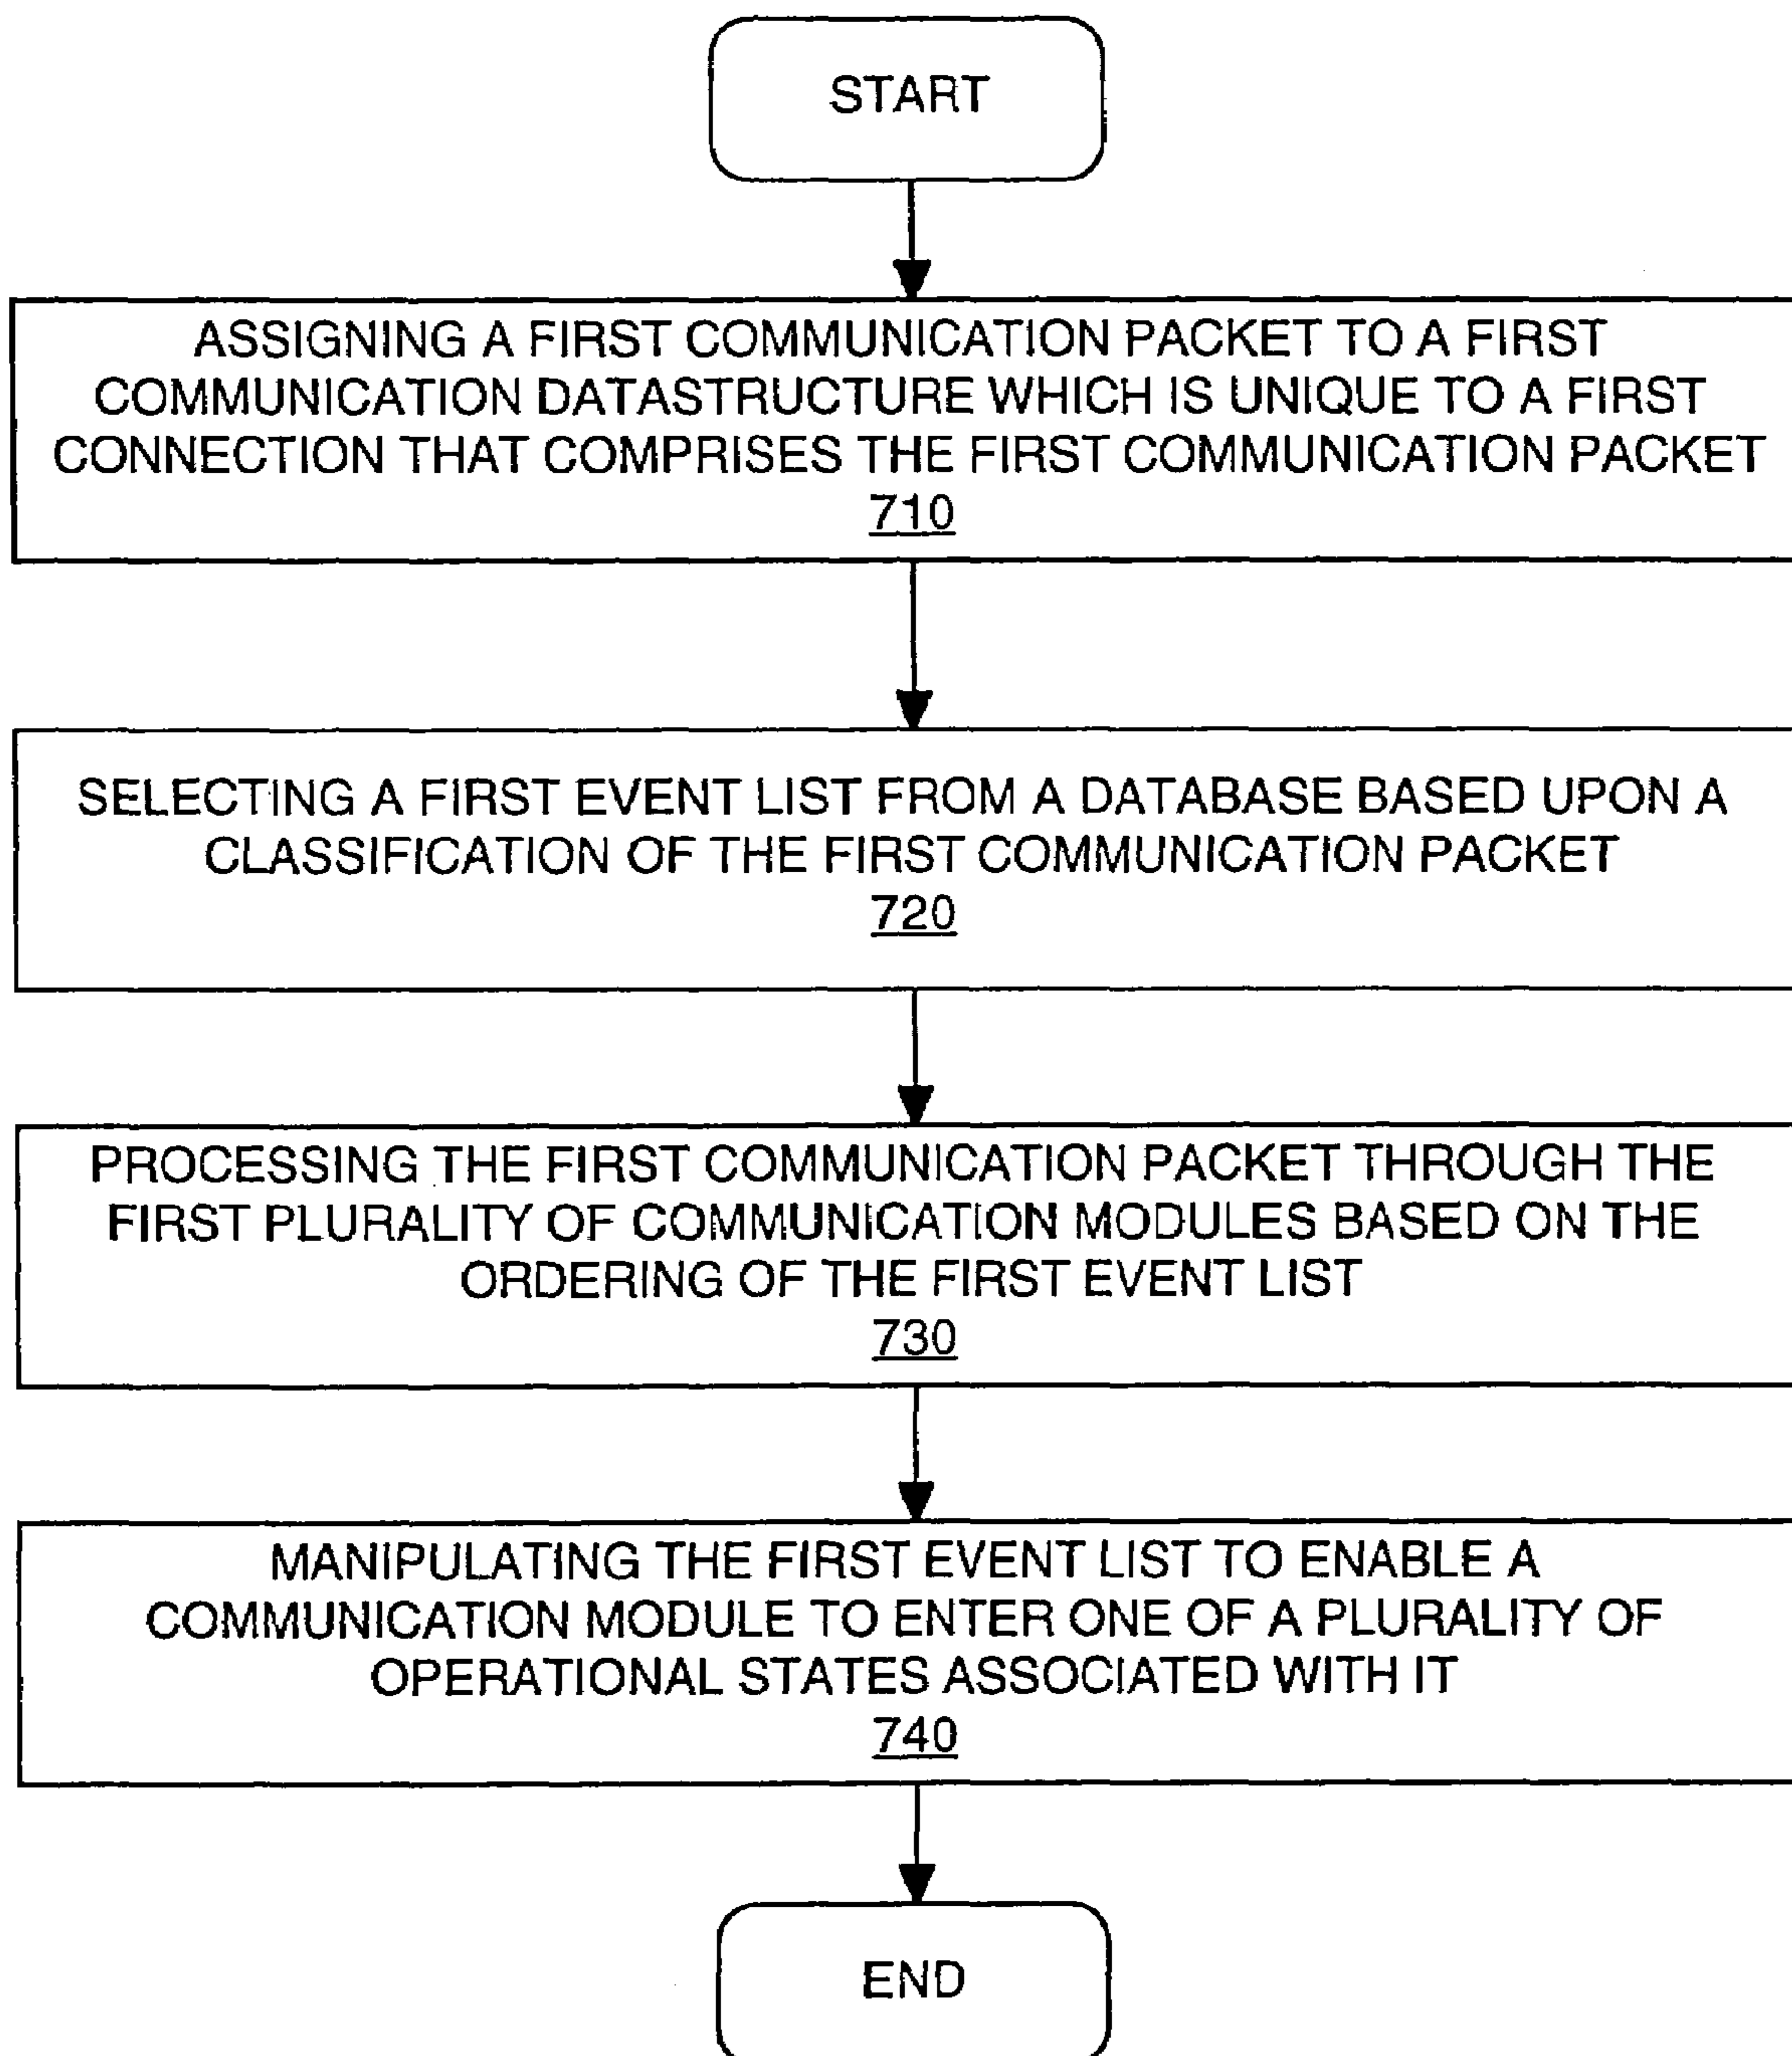 START
ASSIGNING A FIRST COMMUNICATION PACKET TO A FIRST
COMMUNICATION DATASTRUCTURE WHICH IS UNIQUE TO A FIRST
CONNECTION THAT COMPRISES THE FIRST COMMUNICATION PACKET
710
SELECTING A FIRST EVENT LIST FROM A DATABASE BASED UPON A
CLASSIFICATION OF THE FIRST COMMUNICATION PACKET
720
PROCESSING THE FIRST COMMUNICATION PACKET THROUGH THE
FIRST PLURALITY OF COMMUNICATION MODULES BASED ON THE
ORDERING OF THE FIRST EVENT LIST
730
MANIPULATING THE FIRST EVENT LIST TO ENABLE A
COMMUNICATION MODULE TO ENTER ONE OF A PLURALITY OF
OPERATIONAL STATES ASSOCIATED WITH IT
740
END